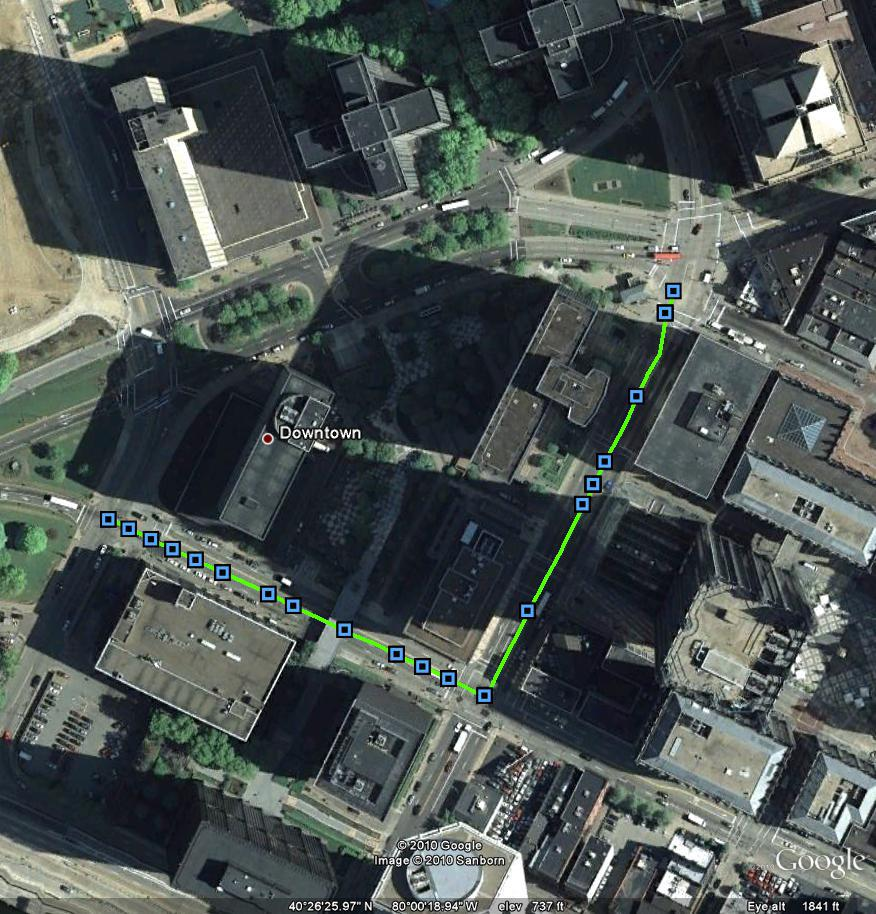 Downtown
© 2010 Google
Image © 2010 Sanborn
Google
40°26'25.97" N 80°00'18.94" W elev 737 ft Eye alt 1841 ft